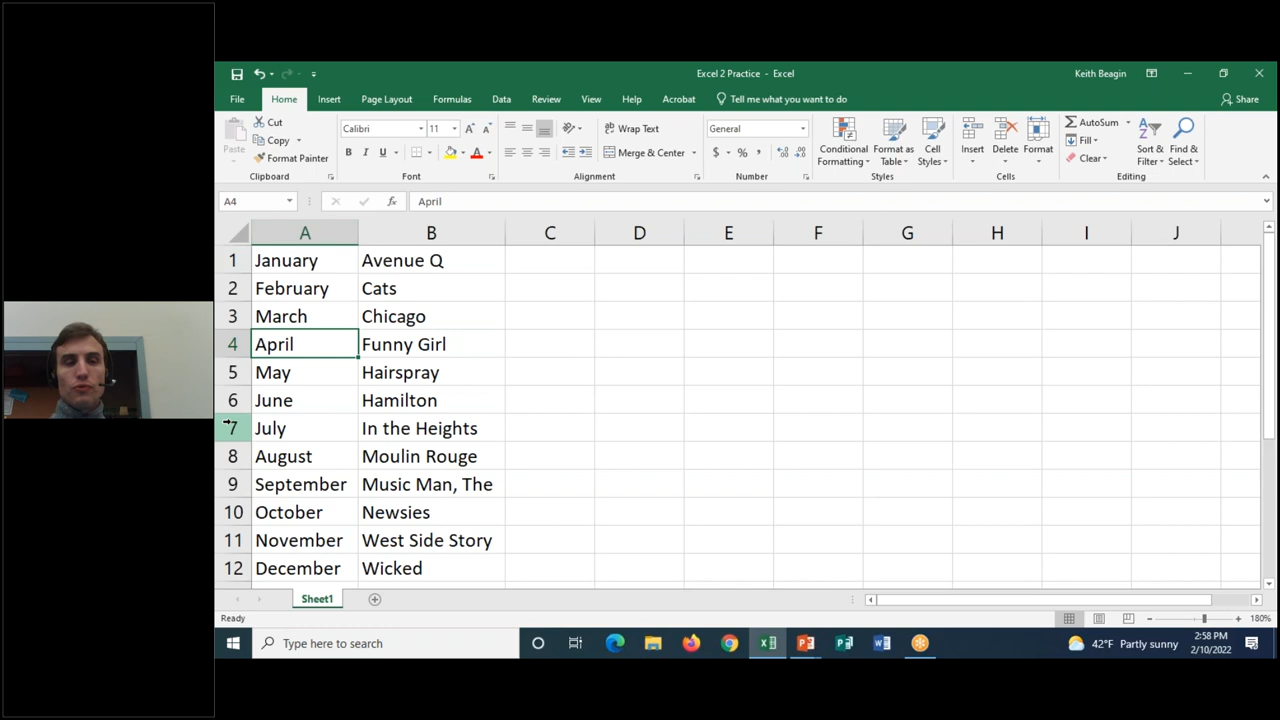 Excel 2 Practice - Excel
Keith Beagin
File Home Insert Page Layout Formulas Data Review View Help Acrobat Tell me what you want to do Share
Cut
Copy
Format Painter
Paste
Clipboard
Calibri 11
B I U
Font
Wrap Text
Merge & Center
Alignment
General
$ % ,
Number
Conditional Formatting
Format as Table
Cell Styles
Styles
Insert Delete Format
Cells
AutoSum
Fill
Clear
Sort & Filter
Find & Select
Editing
A4 fx April
A B C D E F G H I J
1 January Avenue Q
2 February Cats
3 March Chicago
4 April Funny Girl
5 May Hairspray
6 June Hamilton
7 July In the Heights
8 August Moulin Rouge
9 September Music Man, The
10 October Newsies
11 November West Side Story
12 December Wicked
Sheet1
Ready 180%
Type here to search
42°F Partly sunny
2:58 PM
2/10/2022